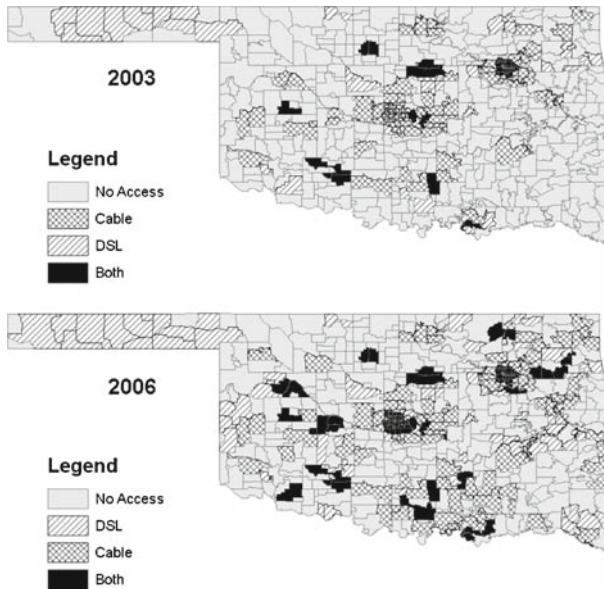 2003
Legend
No Access
Cable
DSL
Both
2006
Legend
No Access
DSL
Cable
Both